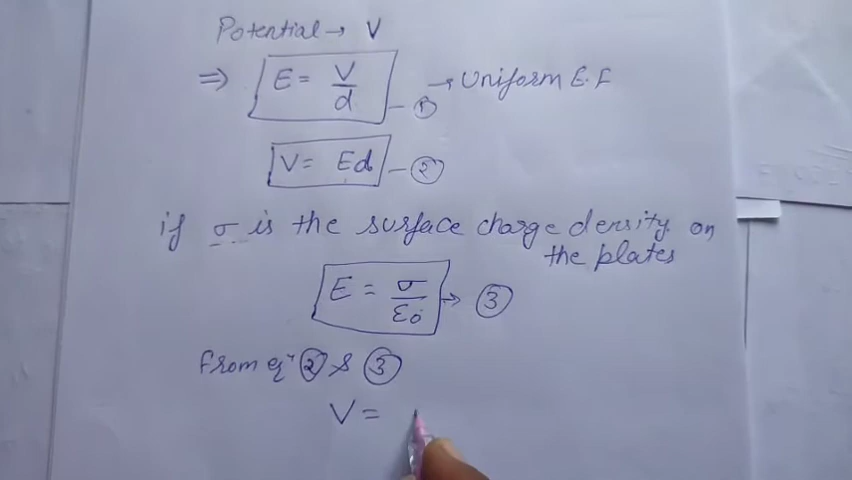 Potential → V
⇒ E = V/d – ① → Uniform E.F
V = Ed – ②
if σ is the surface charge density on
the plates
E = σ/ε₀ → ③
from eqⁿ ② & ③
V =